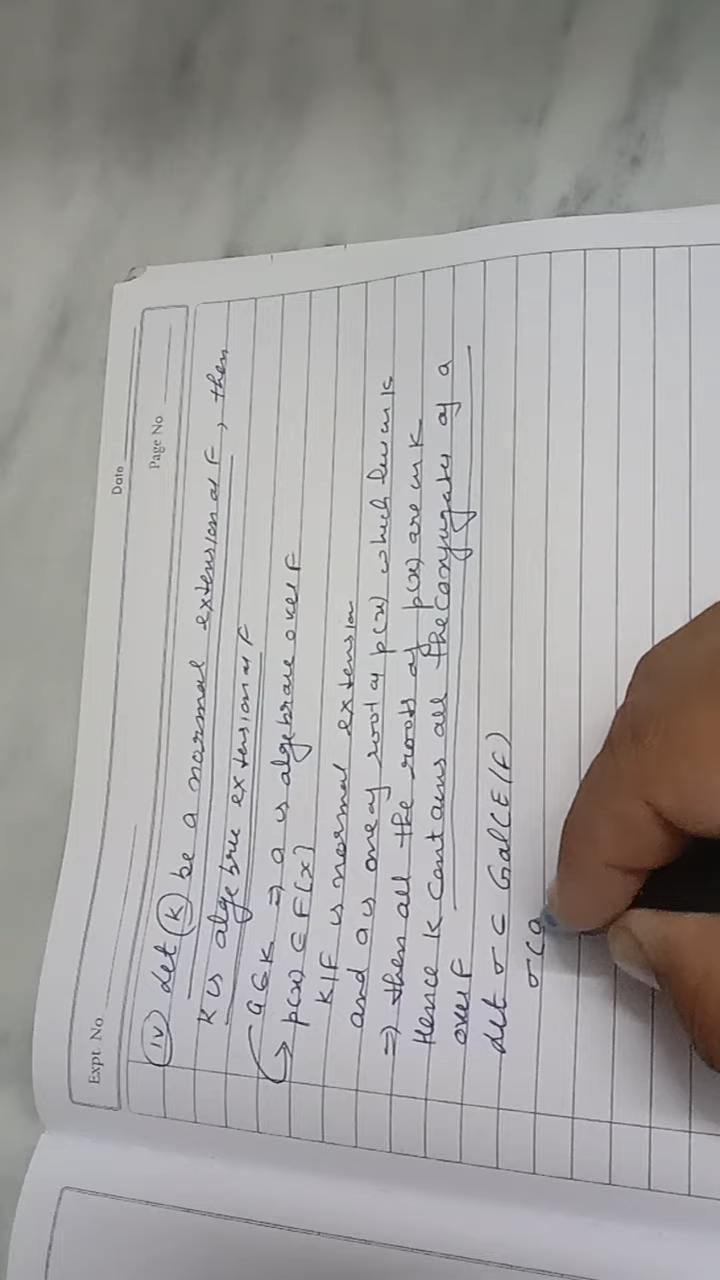 Expt. No.
Date
Page No
(iv) Let (K) be a normal extension of F, then
K is algebric extension of F
a ∈ K ⇒ a is algebraic over F
p(x) ∈ F[x]
K|F is normal extension
and a is one of root of p(x) which lies in K
⇒ then all the roots of p(x) are in K
Hence K contains all the conjugates of a
over F
Let σ ∈ Gal(E/F)
σ(a